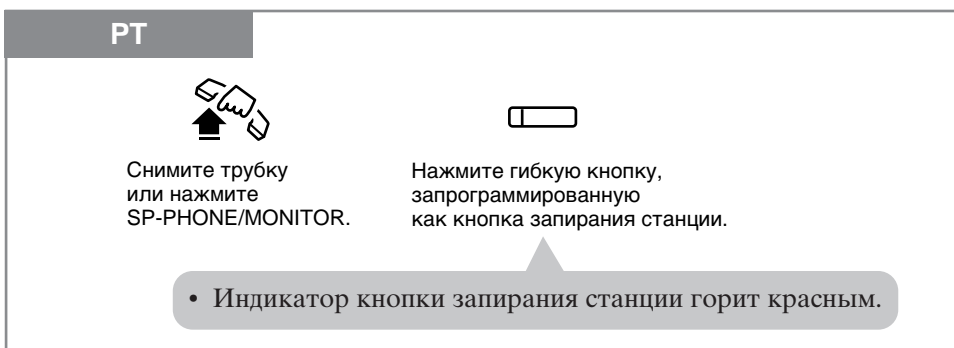 PT
Снимите трубку
или нажмите
SP-PHONE/MONITOR.
Нажмите гибкую кнопку,
запрограммированную
как кнопка запирания станции.
• Индикатор кнопки запирания станции горит красным.